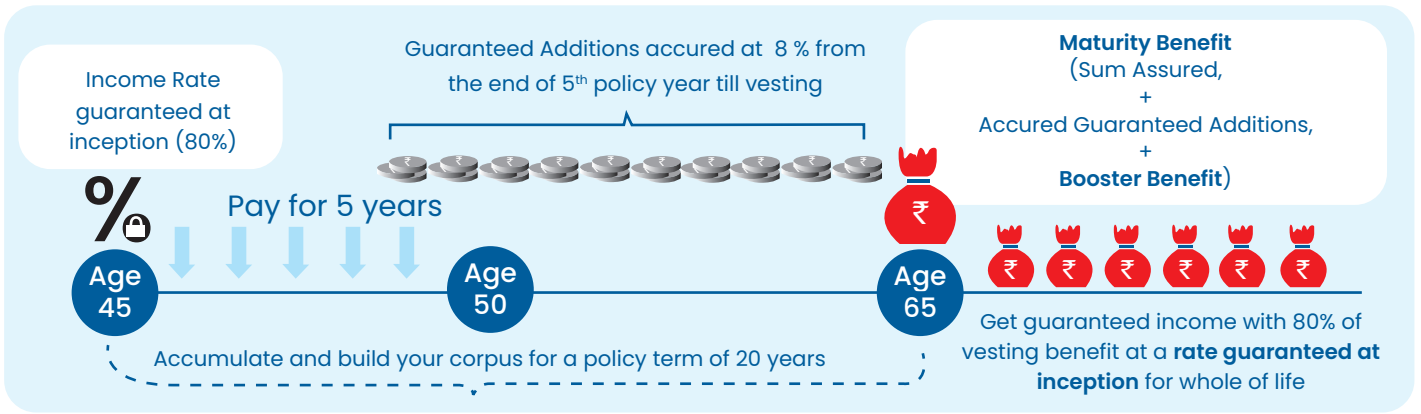 Income Rate
guaranteed at
inception (80%)
%
Pay for 5 years
Guaranteed Additions accured at 8 % from
the end of 5th policy year till vesting
₹ ₹ ₹ ₹ ₹ ₹ ₹ ₹ ₹ ₹
Maturity Benefit
(Sum Assured,
+
Accured Guaranteed Additions,
+
Booster Benefit)
₹
₹ ₹ ₹ ₹ ₹ ₹
Age
45
Age
50
Age
65
Accumulate and build your corpus for a policy term of 20 years
Get guaranteed income with 80% of
vesting benefit at a rate guaranteed at
inception for whole of life